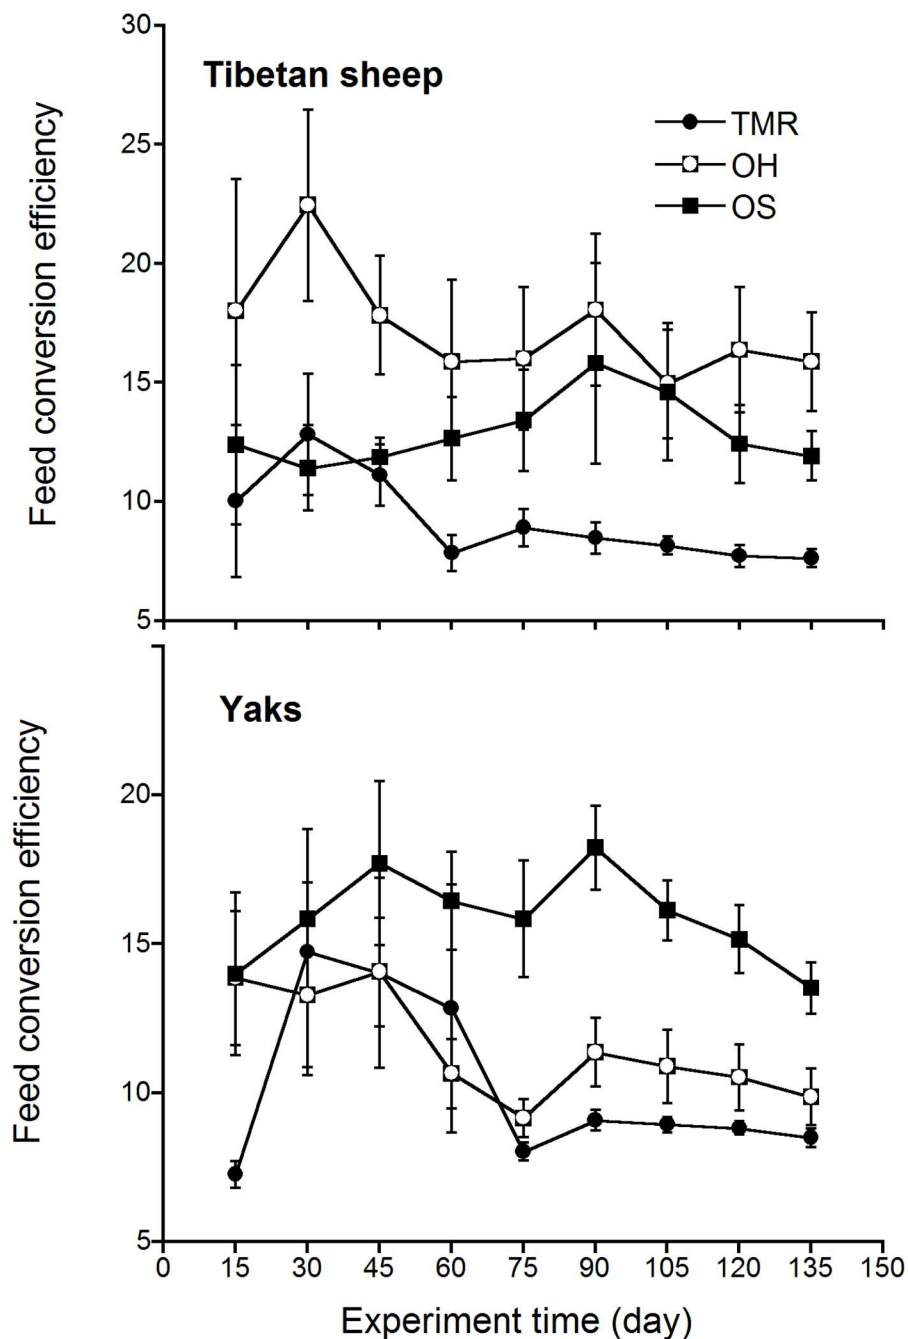 30
Tibetan sheep
TMR
25
OH
OS
20
15
10
5
Feed conversion efficiency
Yaks
20
15
10
5
Feed conversion efficiency
0 15 30 45 60 75 90 105 120 135 150
Experiment time (day)